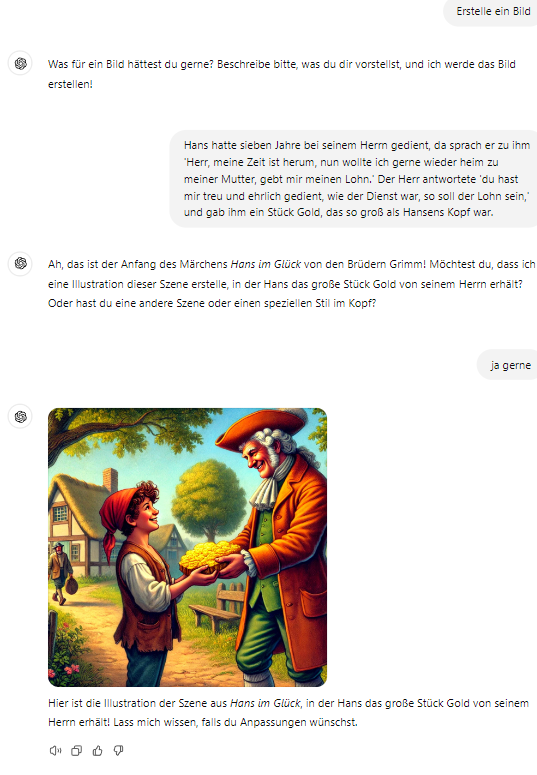 Erstelle ein Bild
Was für ein Bild hättest du gerne? Beschreibe bitte, was du dir vorstellst, und ich werde das Bild
erstellen!
Hans hatte sieben Jahre bei seinem Herrn gedient, da sprach er zu ihm
'Herr, meine Zeit ist herum, nun wollte ich gerne wieder heim zu
meiner Mutter, gebt mir meinen Lohn.' Der Herr antwortete 'du hast
mir treu und ehrlich gedient, wie der Dienst war, so soll der Lohn sein,'
und gab ihm ein Stück Gold, das so groß als Hansens Kopf war.
Ah, das ist der Anfang des Märchens Hans im Glück von den Brüdern Grimm! Möchtest du, dass ich
eine Illustration dieser Szene erstelle, in der Hans das große Stück Gold von seinem Herrn erhält?
Oder hast du eine andere Szene oder einen speziellen Stil im Kopf?
ja gerne
Hier ist die Illustration der Szene aus Hans im Glück, in der Hans das große Stück Gold von seinem
Herrn erhält! Lass mich wissen, falls du Anpassungen wünschst.